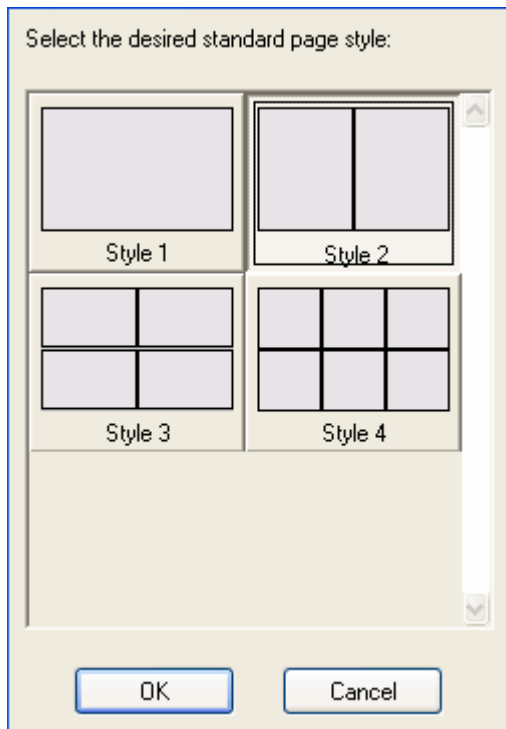 Select the desired standard page style:
Style 1
Style 2
Style 3
Style 4
OK
Cancel